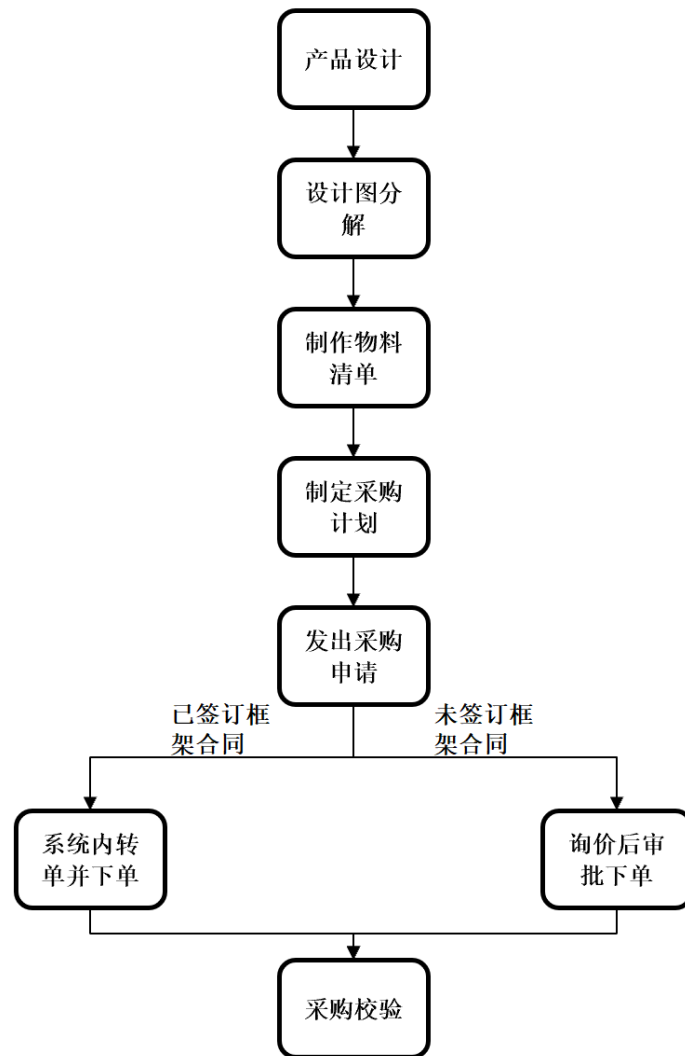 产品设计
设计图分
解
制作物料
清单
制定采购
计划
发出采购
申请
已签订框
架合同
未签订框
架合同
系统内转
单并下单
询价后审
批下单
采购校验